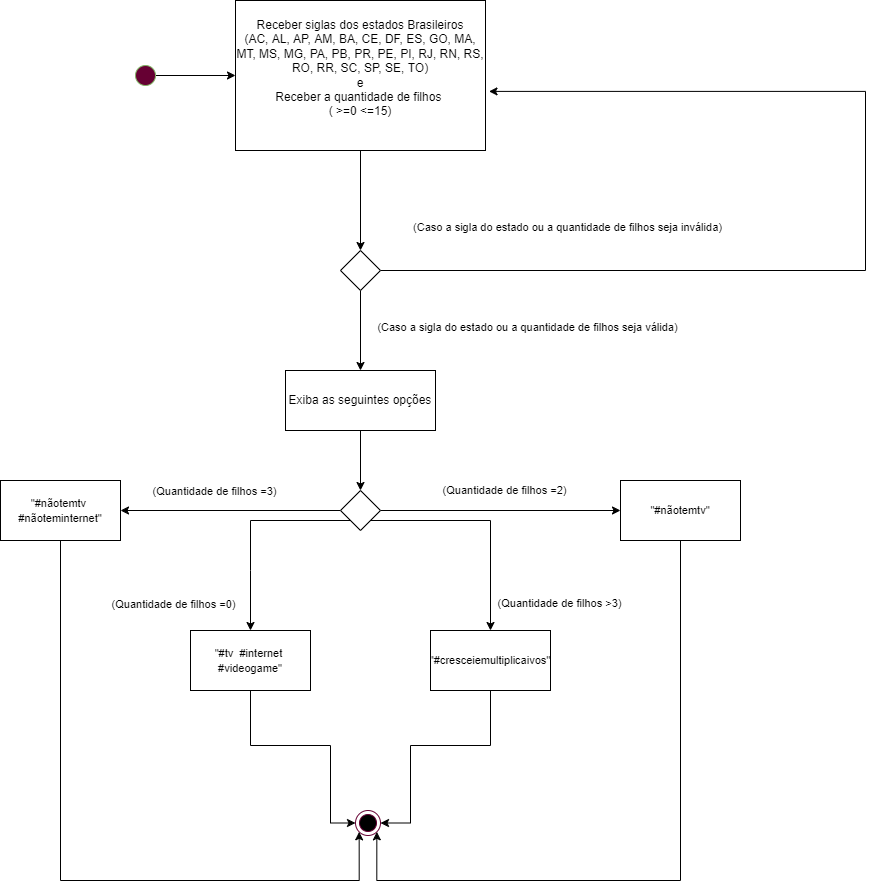 Receber siglas dos estados Brasileiros
(AC, AL, AP, AM, BA, CE, DF, ES, GO, MA,
MT, MS, MG, PA, PB, PR, PE, PI, RJ, RN, RS,
RO, RR, SC, SP, SE, TO)
e
Receber a quantidade de filhos
( >=0 <=15)
(Caso a sigla do estado ou a quantidade de filhos seja inválida)
(Caso a sigla do estado ou a quantidade de filhos seja válida)
Exiba as seguintes opções
(Quantidade de filhos =3)
(Quantidade de filhos =2)
"#nãotemtv
#nãoteminternet"
"#nãotemtv"
(Quantidade de filhos =0)
(Quantidade de filhos >3)
"#tv #internet
#videogame"
"#cresceiemultiplicaivos"